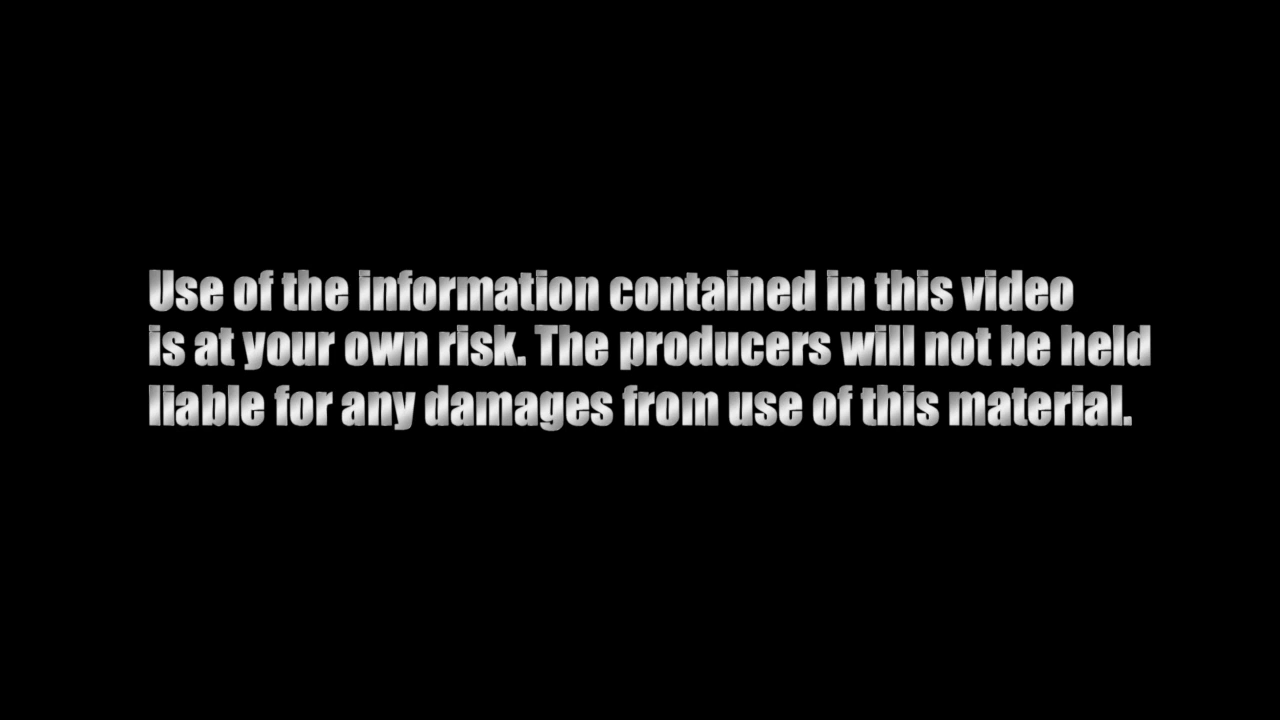 Use of the information contained in this video
is at your own risk. The producers will not be held
liable for any damages from use of this material.